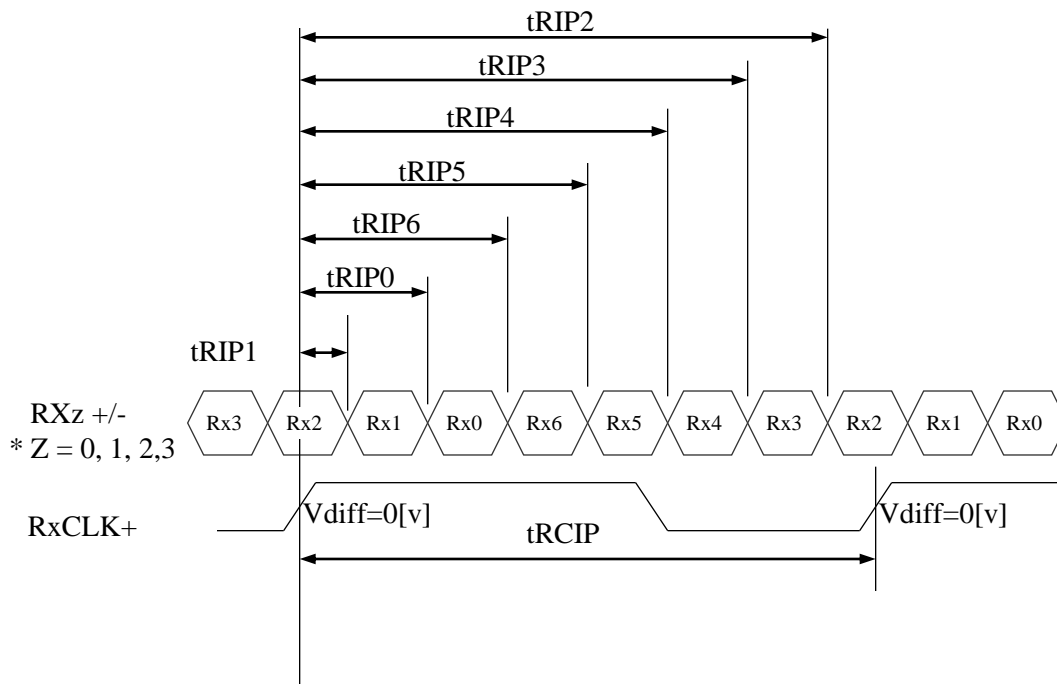 tRIP2
tRIP3
tRIP4
tRIP5
tRIP6
tRIP0
tRIP1
RXz +/-
* Z = 0, 1, 2,3
Rx3 Rx2 Rx1 Rx0 Rx6 Rx5 Rx4 Rx3 Rx2 Rx1 Rx0
RxCLK+
Vdiff=0[v] Vdiff=0[v]
tRCIP